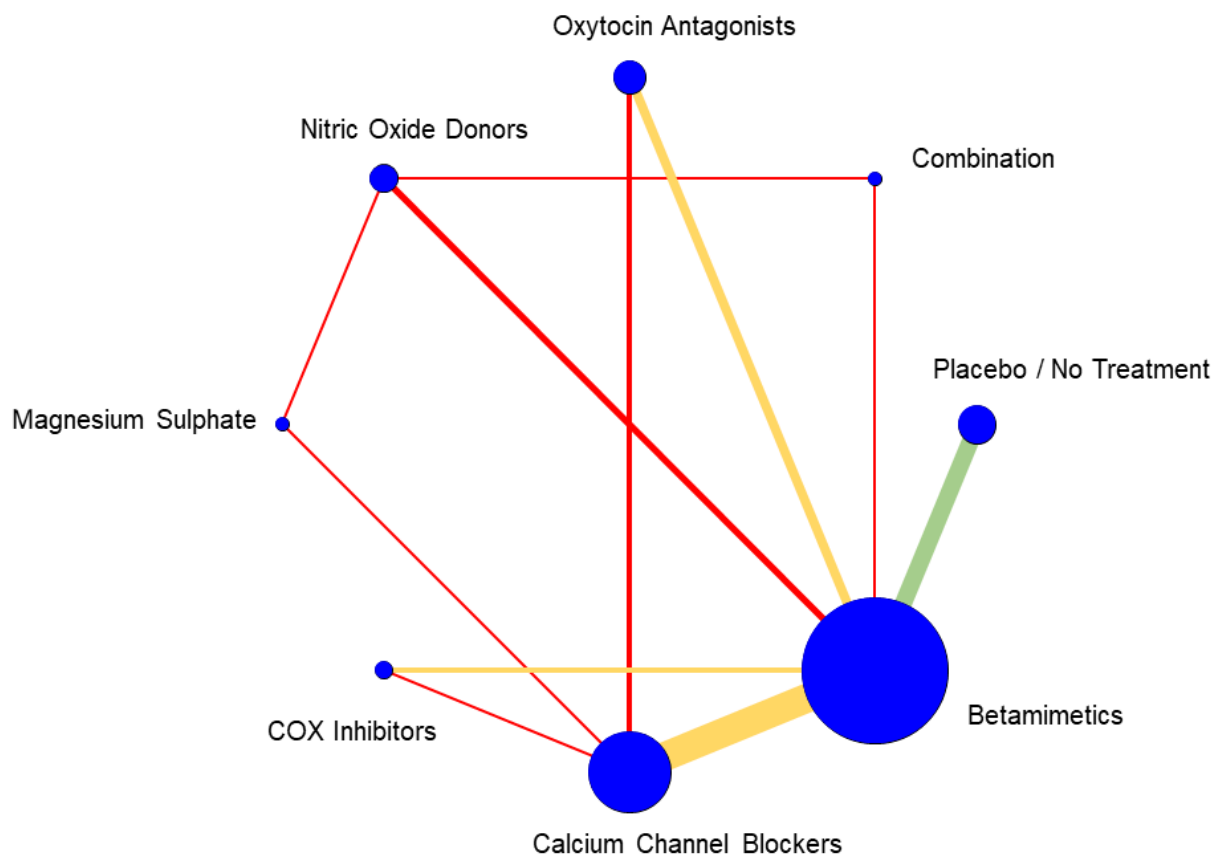 Oxytocin Antagonists
Nitric Oxide Donors
Combination
Placebo / No Treatment
Magnesium Sulphate
Betamimetics
COX Inhibitors
Calcium Channel Blockers